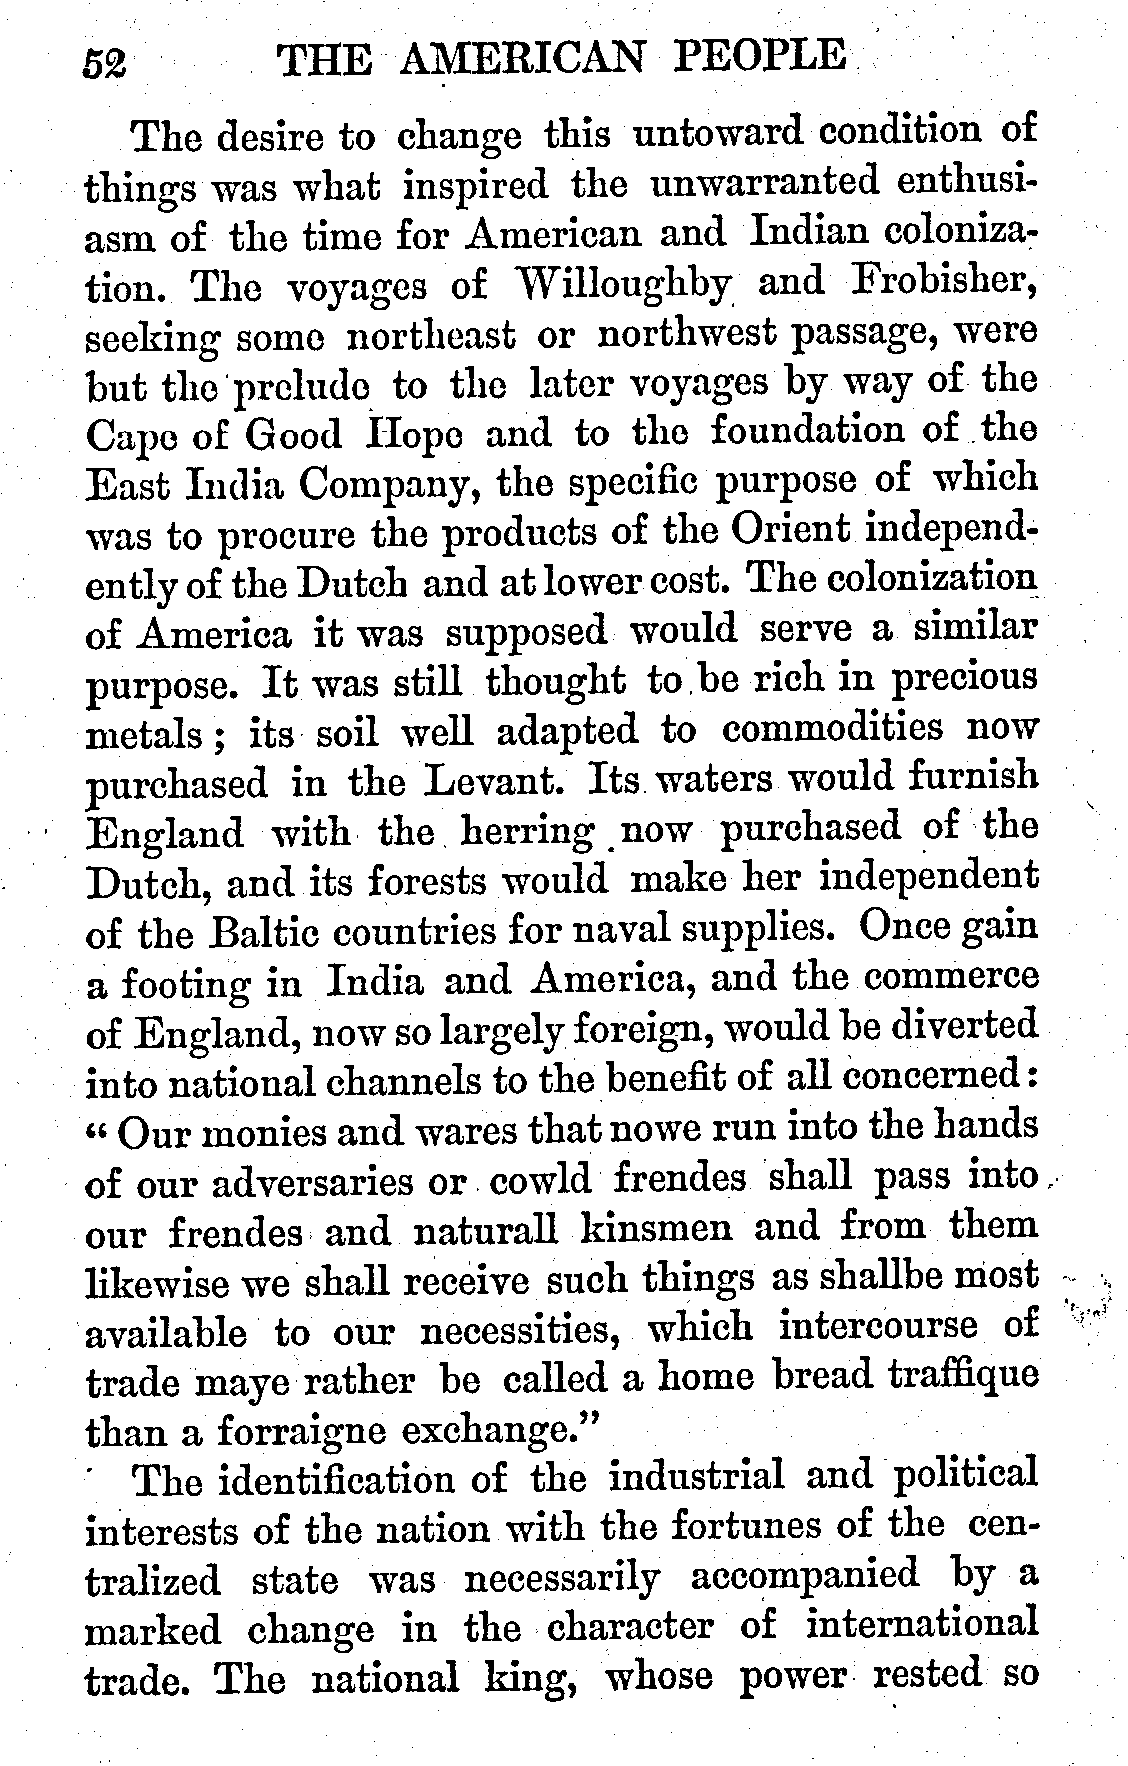 52 THE AMERICAN PEOPLE
The desire to change this untoward condition of
things was what inspired the unwarranted enthusi-
asm of the time for American and Indian coloniza-
tion. The voyages of Willoughby and Frobisher,
seeking some northeast or northwest passage, were
but the prelude to the later voyages by way of the
Cape of Good Hope and to the foundation of the
East India Company, the specific purpose of which
was to procure the products of the Orient independ-
ently of the Dutch and at lower cost. The colonization
of America it was supposed would serve a similar
purpose. It was still thought to be rich in precious
metals; its soil well adapted to commodities now
purchased in the Levant. Its waters would furnish
England with the herring now purchased of the
Dutch, and its forests would make her independent
of the Baltic countries for naval supplies. Once gain
a footing in India and America, and the commerce
of England, now so largely foreign, would be diverted
into national channels to the benefit of all concerned:
“ Our monies and wares that nowe run into the hands
of our adversaries or cowld frendes shall pass into
our frendes and naturall kinsmen and from them
likewise we shall receive such things as shallbe most
available to our necessities, which intercourse of
trade maye rather be called a home bread traffique
than a forraigne exchange.”
The identification of the industrial and political
interests of the nation with the fortunes of the cen-
tralized state was necessarily accompanied by a
marked change in the character of international
trade. The national king, whose power rested so